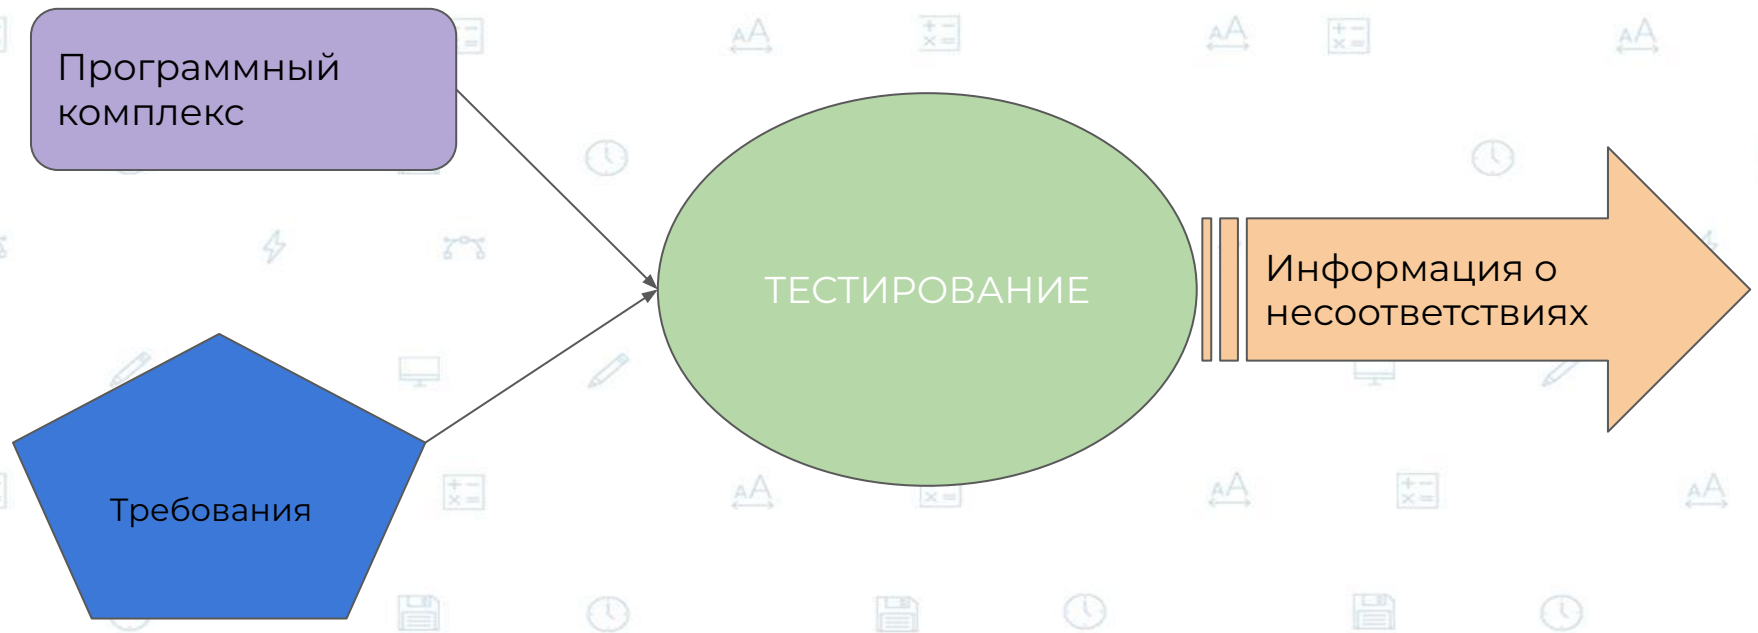 Программный
комплекс
ТЕСТИРОВАНИЕ
Информация о
несоответствиях
Требования